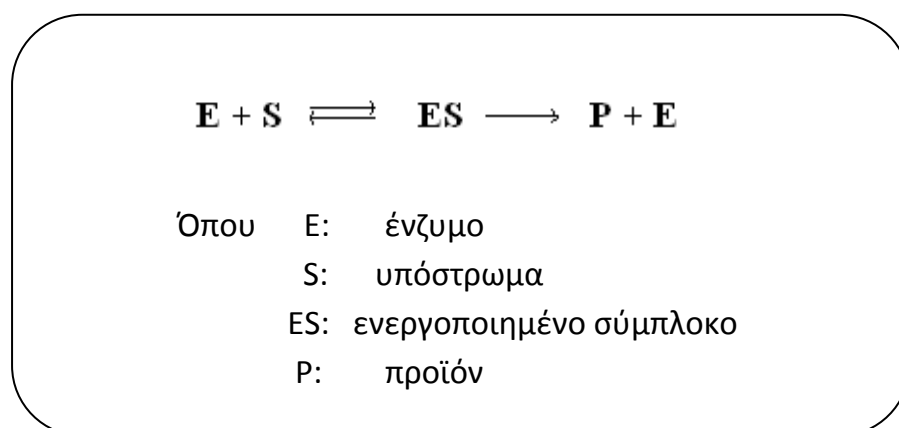 E + S ⇌ ES ⟶ P + E
Όπου E: ένζυμο
S: υπόστρωμα
ES: ενεργοποιημένο σύμπλοκο
P: προϊόν